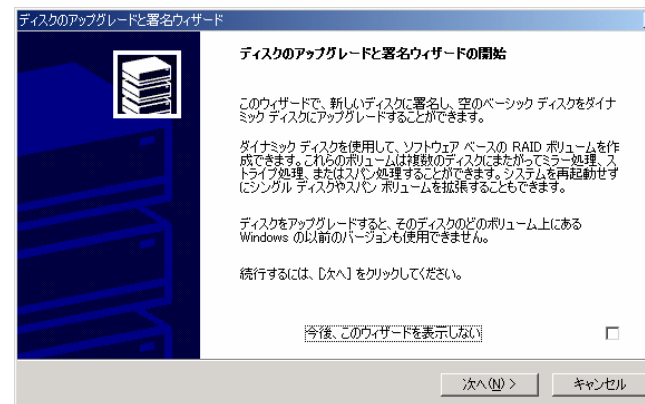 ディスクのアップグレードと署名ウィザード
ディスクのアップグレードと署名ウィザードの開始
このウィザードで、新しいディスクに署名し、空のベーシック ディスクをダイナ
ミック ディスクにアップグレードすることができます。
ダイナミック ディスクを使用して、ソフトウェア ベースの RAID ボリュームを作
成できます。これらのボリュームは複数のディスクにまたがってミラー処理、ス
トライプ処理、またはスパン処理することができます。システムを再起動せず
にシングル ディスクやスパン ボリュームを拡張することもできます。
ディスクをアップグレードすると、そのディスクのどのボリューム上にある
Windows の以前のバージョンも使用できません。
続行するには、[次へ] をクリックしてください。
今後、このウィザードを表示しない
次へ(N) >
キャンセル